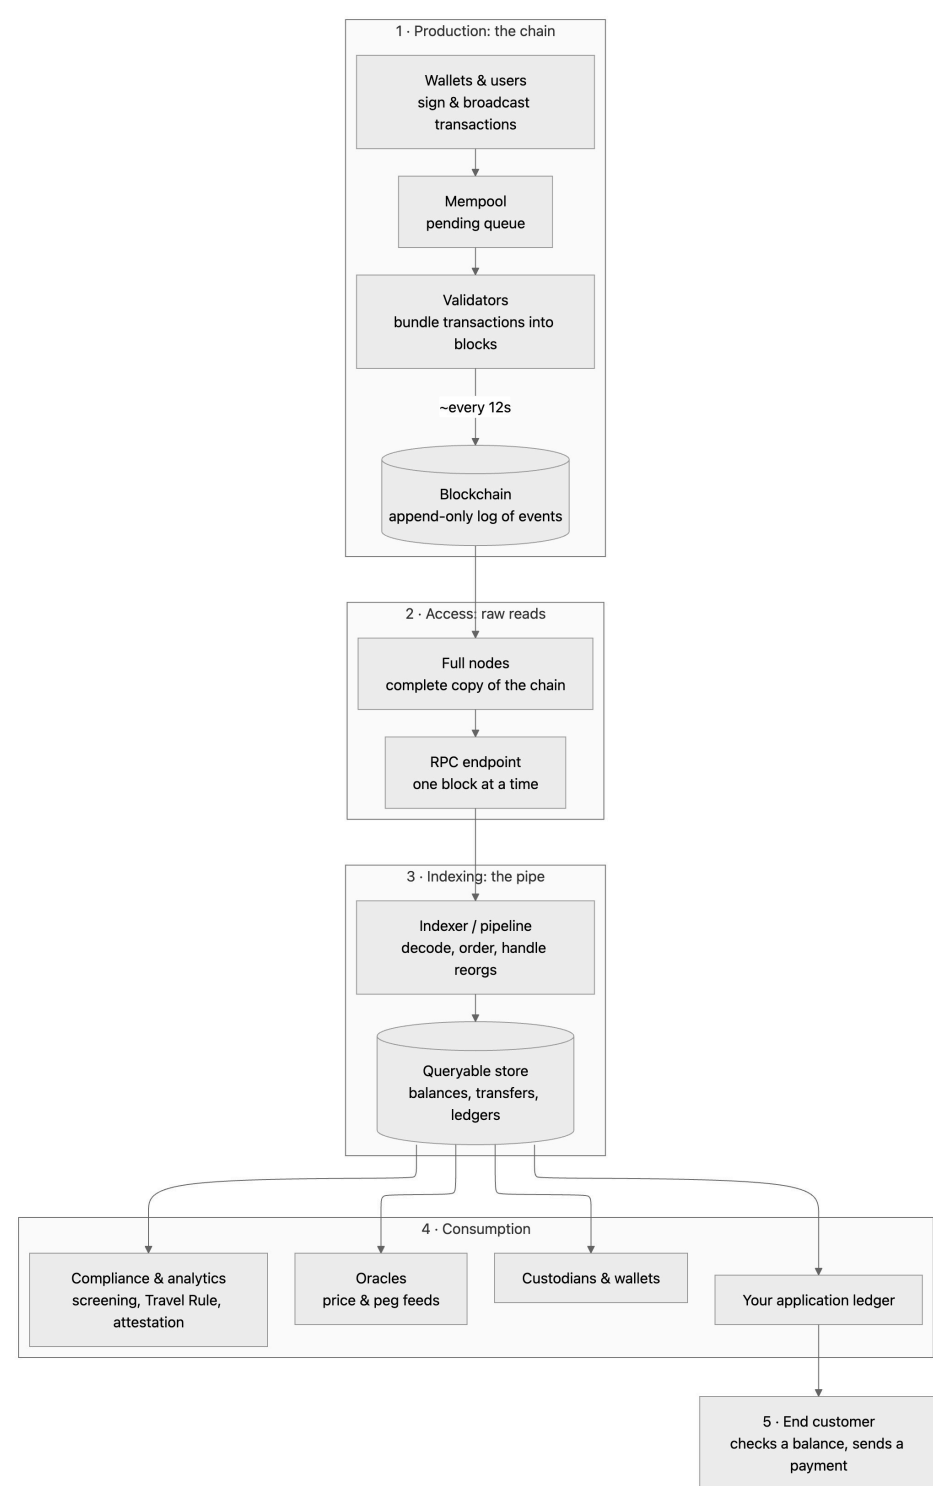 1 · Production: the chain
Wallets & users
sign & broadcast
transactions
Mempool
pending queue
Validators
bundle transactions into
blocks
~every 12s
Blockchain
append-only log of events
2 · Access: raw reads
Full nodes
complete copy of the chain
RPC endpoint
one block at a time
3 · Indexing: the pipe
Indexer / pipeline
decode, order, handle
reorgs
Queryable store
balances, transfers,
ledgers
4 · Consumption
Compliance & analytics
screening, Travel Rule,
attestation
Oracles
price & peg feeds
Custodians & wallets
Your application ledger
5 · End customer
checks a balance, sends a
payment